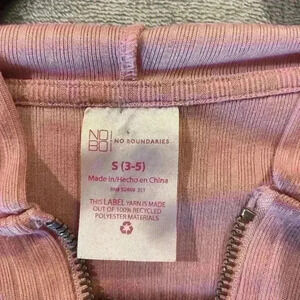 NO
BO
NO BOUNDARIES
S (3-5)
Made in/Hecho en China
THIS LABEL YARN IS MADE
OUT OF 100% RECYCLED
POLYESTER MATERIALS